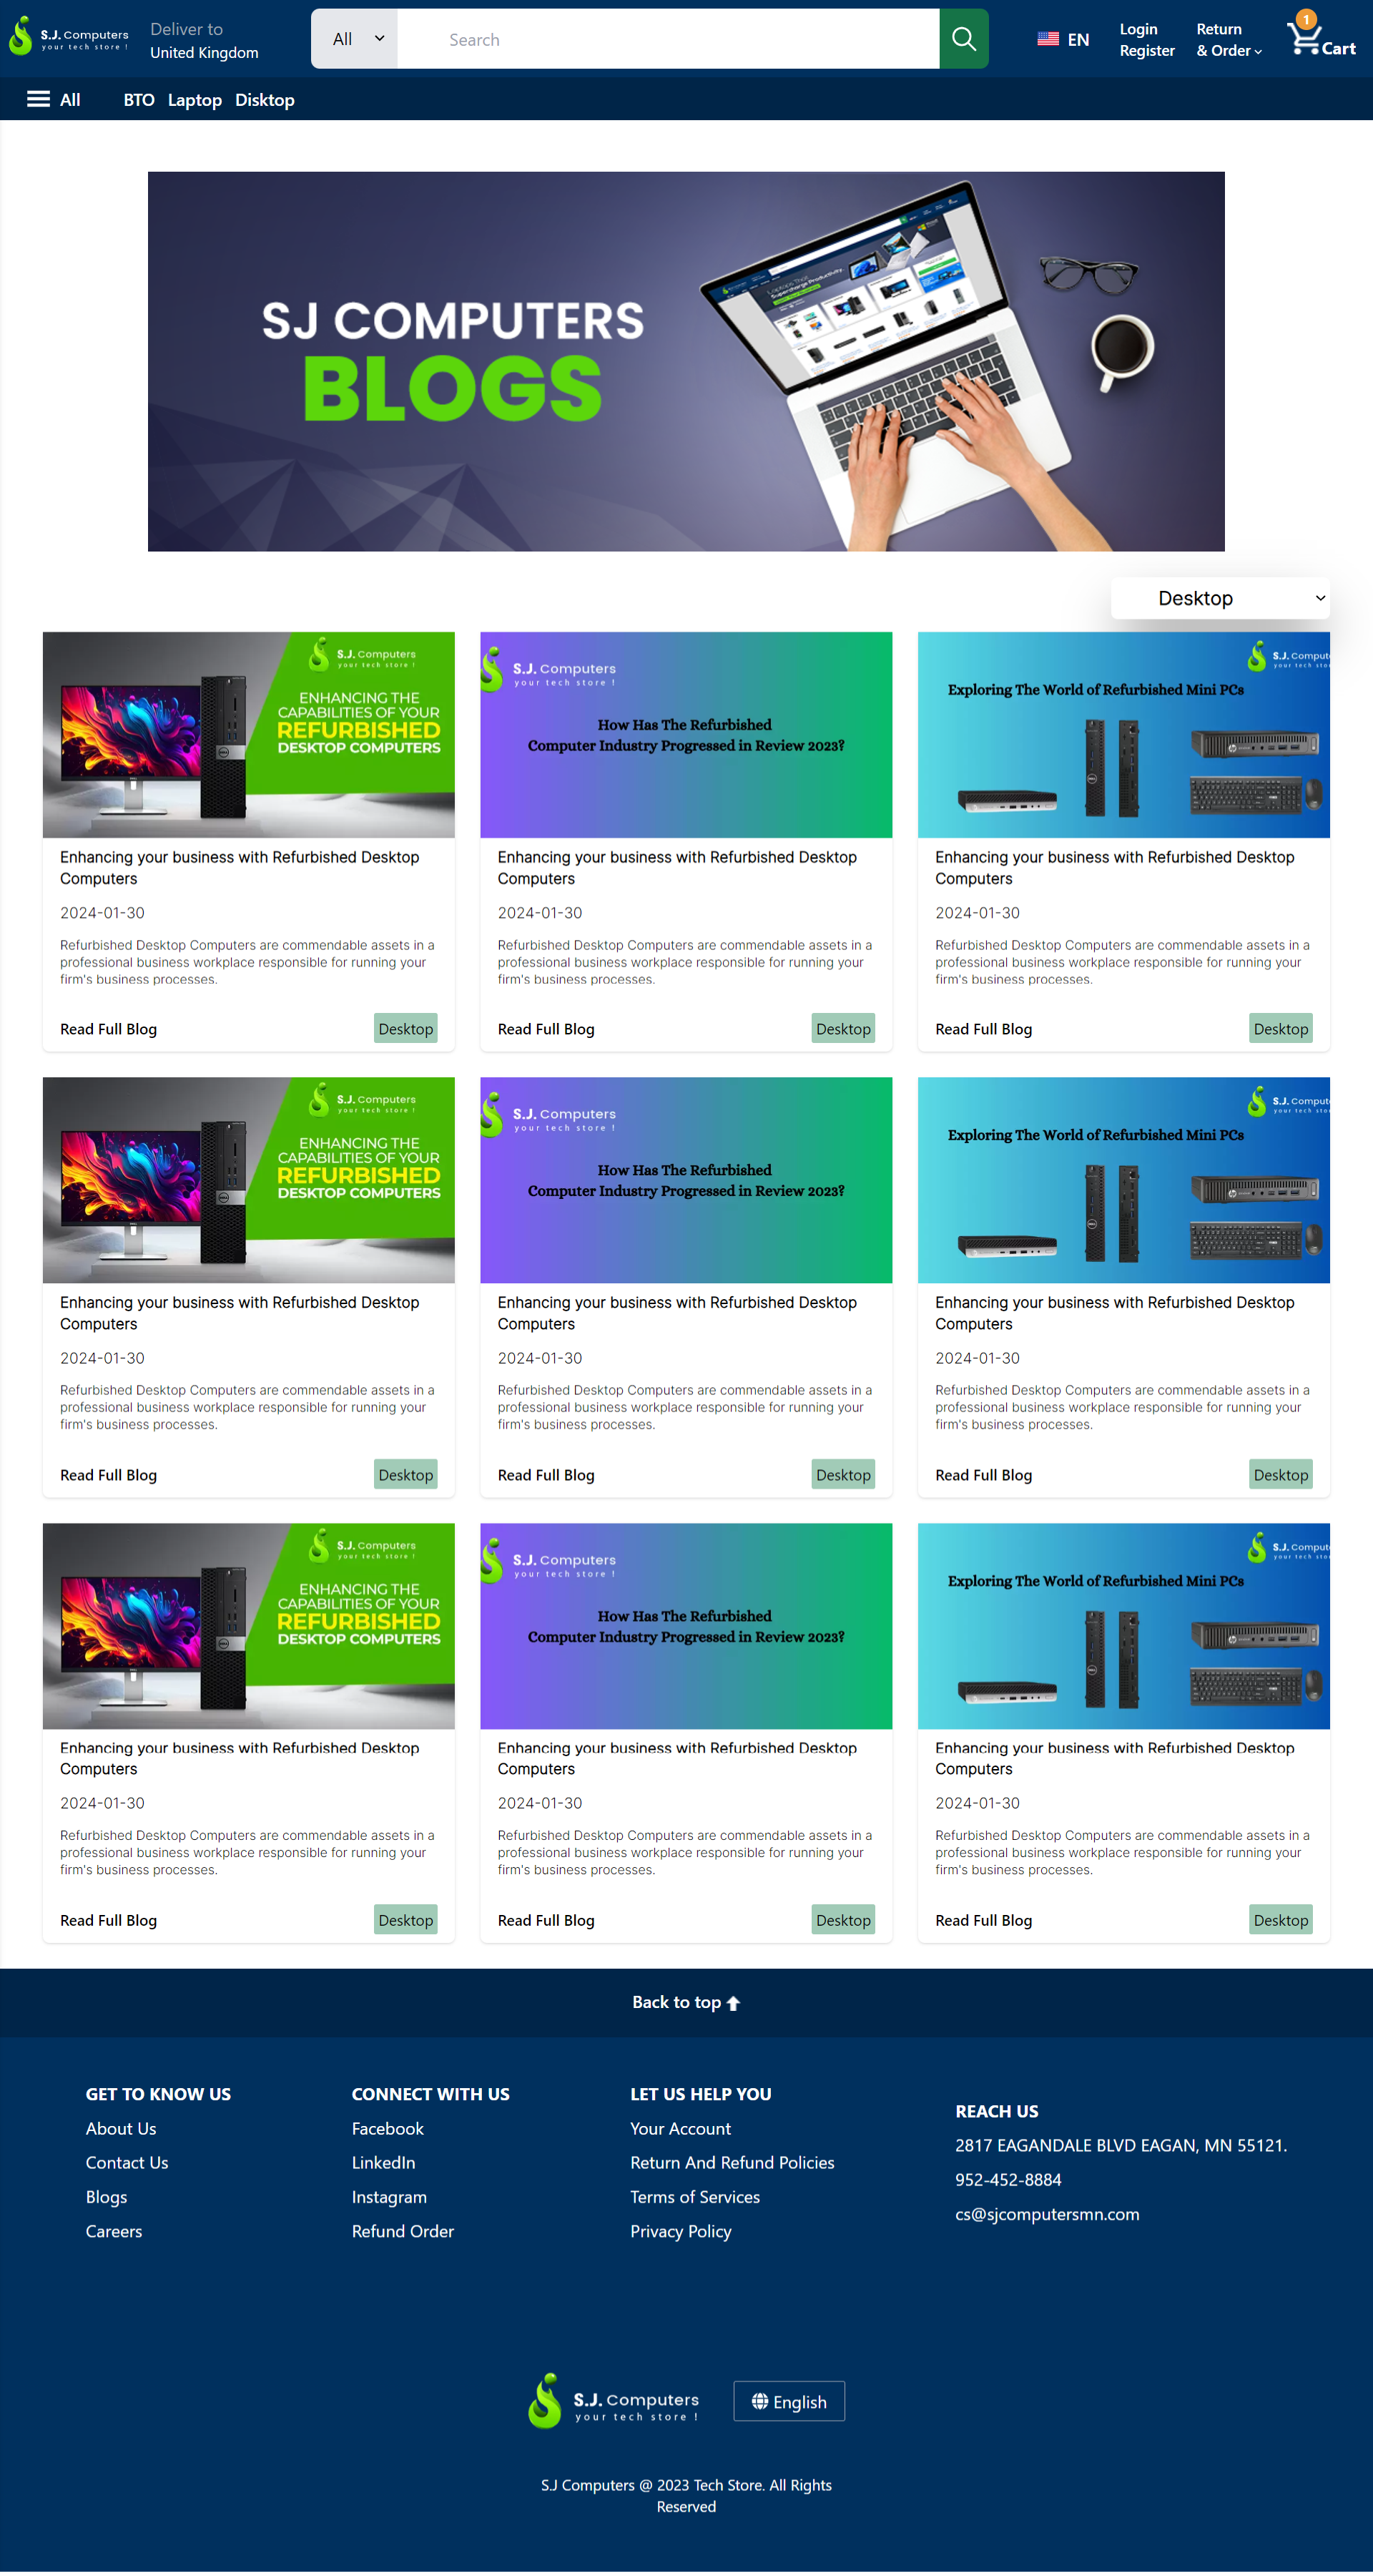 S.J. Computers
your tech store !
Deliver to
United Kingdom
All
Search
EN
Login
Register
Return
& Order
1
Cart
All
BTO
Laptop
Disktop
SJ COMPUTERS
BLOGS
Desktop
S.J. Computers
your tech store !
ENHANCING THE
CAPABILITIES OF YOUR
REFURBISHED
DESKTOP COMPUTERS
Enhancing your business with Refurbished Desktop
Computers
2024-01-30
Refurbished Desktop Computers are commendable assets in a
professional business workplace responsible for running your
firm's business processes.
Read Full Blog
Desktop
S.J. Computers
your tech store !
How Has The Refurbished
Computer Industry Progressed in Review 2023?
Enhancing your business with Refurbished Desktop
Computers
2024-01-30
Refurbished Desktop Computers are commendable assets in a
professional business workplace responsible for running your
firm's business processes.
Read Full Blog
Desktop
S.J. Comput
your tech sto
Exploring The World of Refurbished Mini PCs
Enhancing your business with Refurbished Desktop
Computers
2024-01-30
Refurbished Desktop Computers are commendable assets in a
professional business workplace responsible for running your
firm's business processes.
Read Full Blog
Desktop
S.J. Computers
your tech store !
ENHANCING THE
CAPABILITIES OF YOUR
REFURBISHED
DESKTOP COMPUTERS
Enhancing your business with Refurbished Desktop
Computers
2024-01-30
Refurbished Desktop Computers are commendable assets in a
professional business workplace responsible for running your
firm's business processes.
Read Full Blog
Desktop
S.J. Computers
your tech store !
How Has The Refurbished
Computer Industry Progressed in Review 2023?
Enhancing your business with Refurbished Desktop
Computers
2024-01-30
Refurbished Desktop Computers are commendable assets in a
professional business workplace responsible for running your
firm's business processes.
Read Full Blog
Desktop
S.J. Comput
your tech sto
Exploring The World of Refurbished Mini PCs
Enhancing your business with Refurbished Desktop
Computers
2024-01-30
Refurbished Desktop Computers are commendable assets in a
professional business workplace responsible for running your
firm's business processes.
Read Full Blog
Desktop
S.J. Computers
your tech store !
ENHANCING THE
CAPABILITIES OF YOUR
REFURBISHED
DESKTOP COMPUTERS
Enhancing your business with Refurbished Desktop
Computers
2024-01-30
Refurbished Desktop Computers are commendable assets in a
professional business workplace responsible for running your
firm's business processes.
Read Full Blog
Desktop
S.J. Computers
your tech store !
How Has The Refurbished
Computer Industry Progressed in Review 2023?
Enhancing your business with Refurbished Desktop
Computers
2024-01-30
Refurbished Desktop Computers are commendable assets in a
professional business workplace responsible for running your
firm's business processes.
Read Full Blog
Desktop
S.J. Comput
your tech sto
Exploring The World of Refurbished Mini PCs
Enhancing your business with Refurbished Desktop
Computers
2024-01-30
Refurbished Desktop Computers are commendable assets in a
professional business workplace responsible for running your
firm's business processes.
Read Full Blog
Desktop
Back to top
GET TO KNOW US
About Us
Contact Us
Blogs
Careers
CONNECT WITH US
Facebook
LinkedIn
Instagram
Refund Order
LET US HELP YOU
Your Account
Return And Refund Policies
Terms of Services
Privacy Policy
REACH US
2817 EAGANDALE BLVD EAGAN, MN 55121.
952-452-8884
cs@sjcomputersmn.com
S.J. Computers
your tech store !
English
S.J Computers @ 2023 Tech Store. All Rights
Reserved